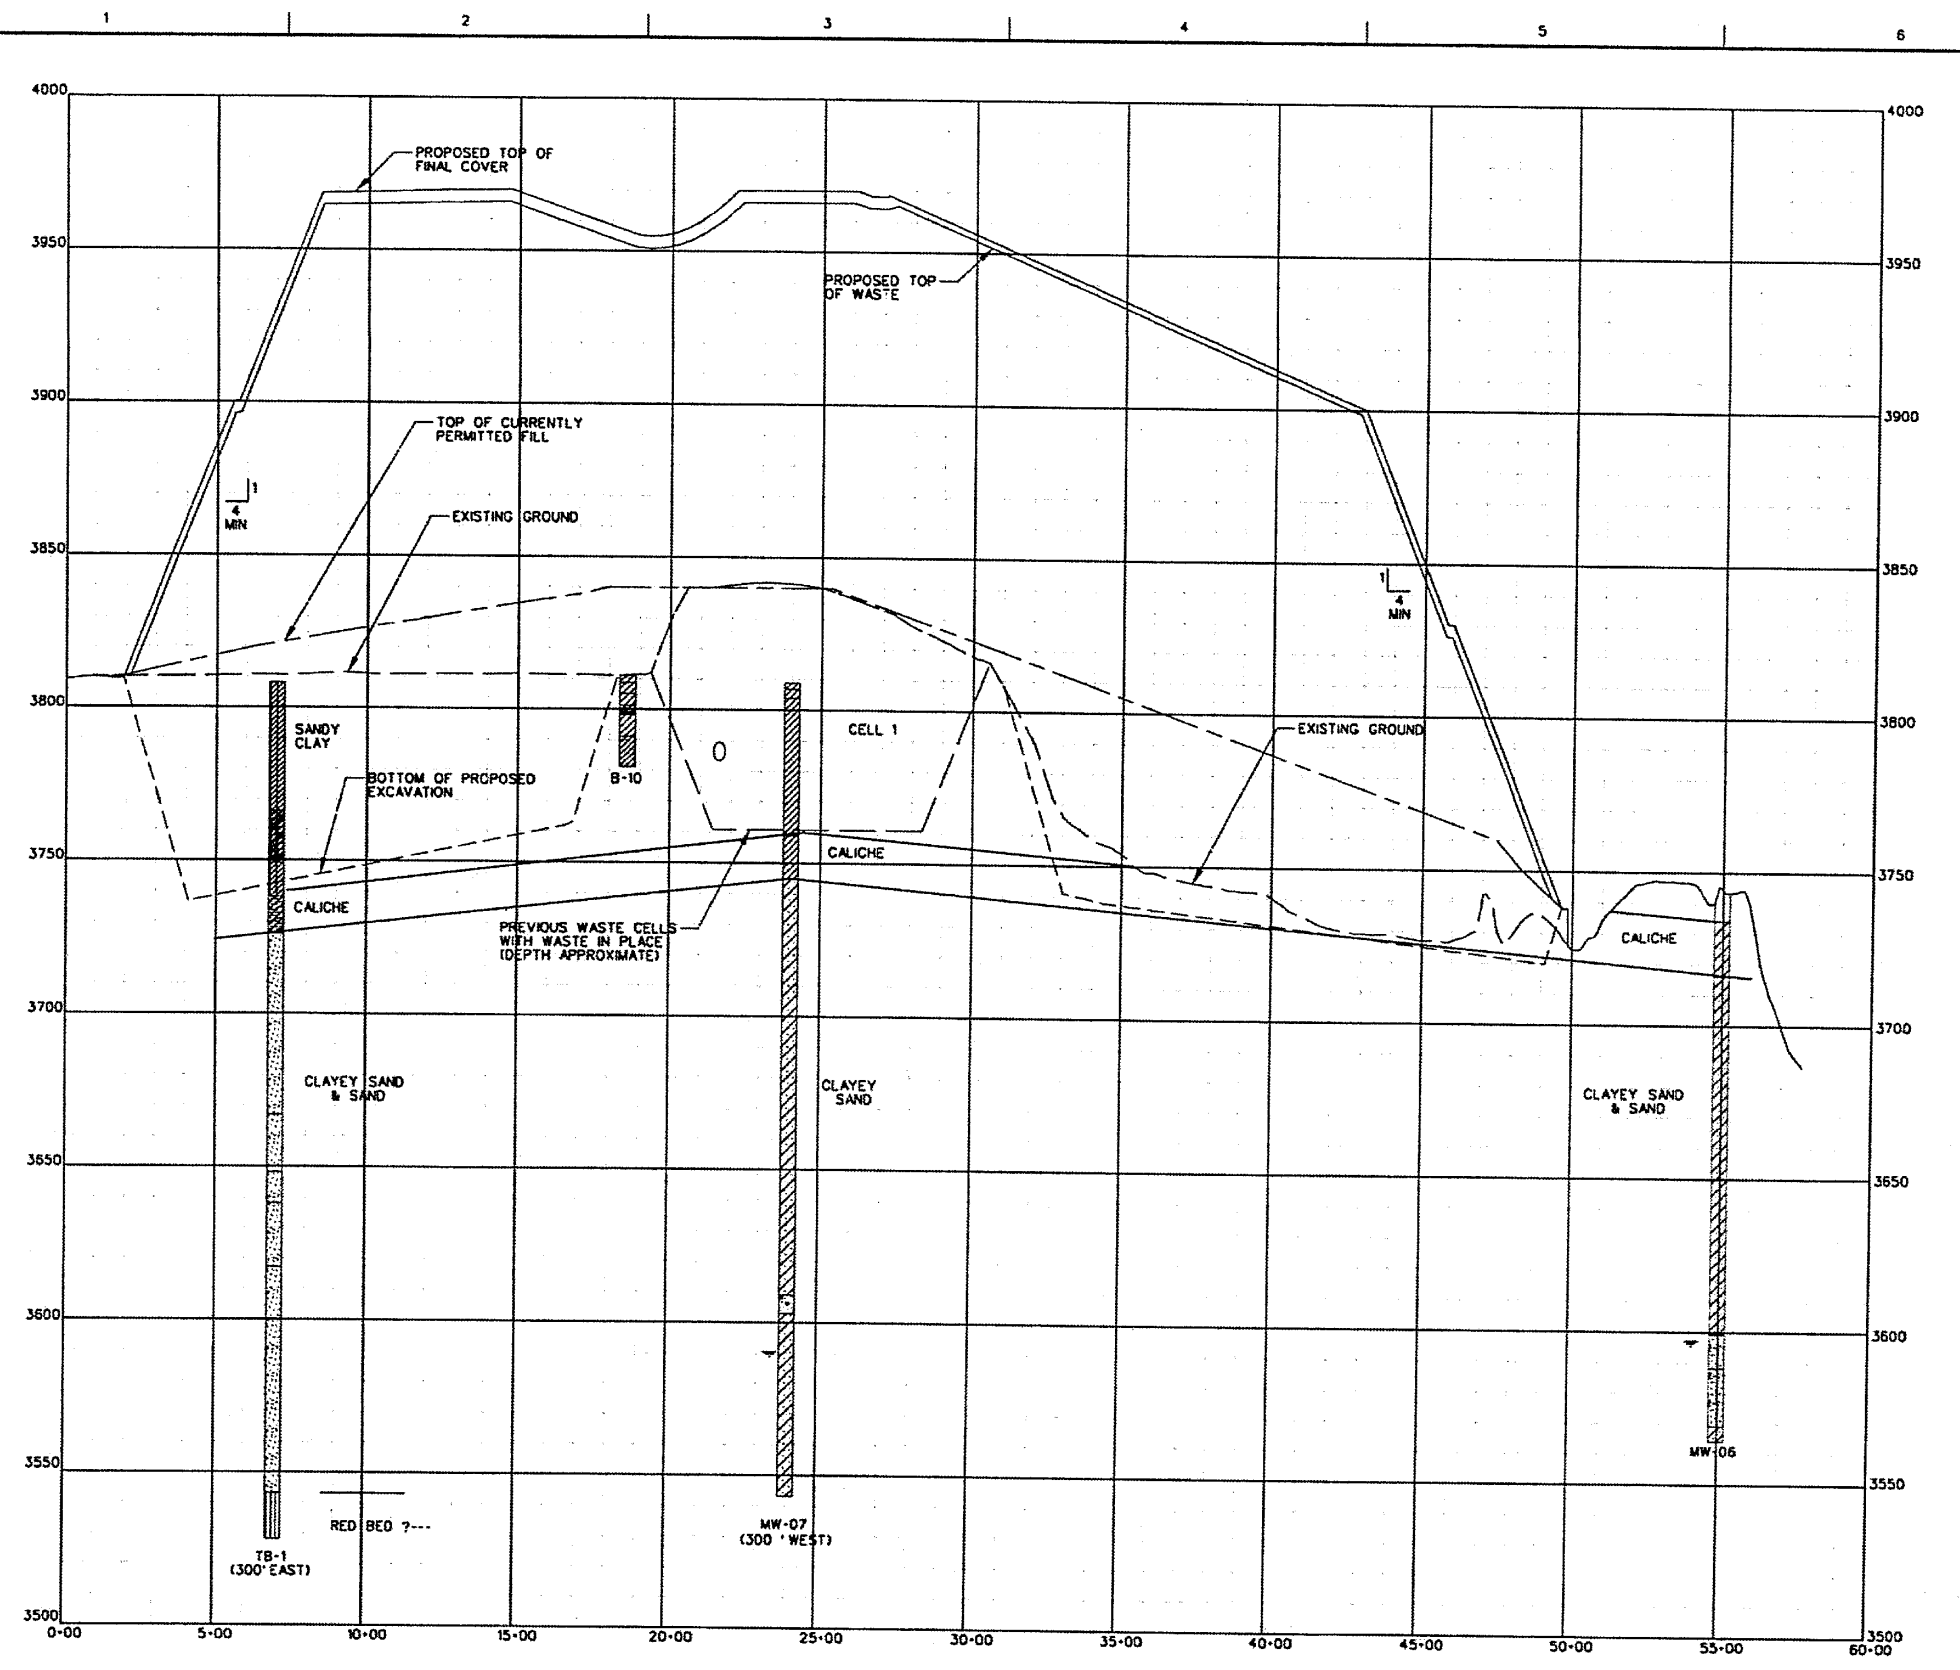 1 2 3 4 5 6
4000 4000
PROPOSED TOP OF
FINAL COVER
3950 3950
PROPOSED TOP
OF WASTE
3900 3900
TOP OF CURRENTLY
PERMITTED FILL
1
4
MIN
EXISTING GROUND
3850 3850
1
4
MIN
3800 3800
SANDY
CLAY
CELL 1
EXISTING GROUND
B-10
BOTTOM OF PROPOSED
EXCAVATION
3750 3750
CALICHE
CALICHE
PREVIOUS WASTE CELLS
WITH WASTE IN PLACE
(DEPTH APPROXIMATE)
CALICHE
3700 3700
CLAYEY SAND
& SAND
CLAYEY
SAND
CLAYEY SAND
& SAND
3650 3650
3600 3600
MW-06
3550 3550
RED BED ?---
MW-07
(300 'WEST)
TB-1
(300'EAST)
3500 3500
0+00 5+00 10+00 15+00 20+00 25+00 30+00 35+00 40+00 45+00 50+00 55+00 60+00